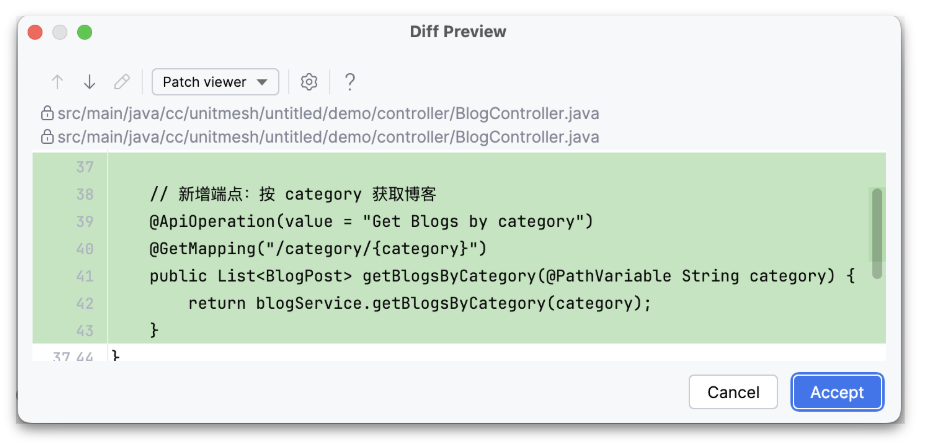 Diff Preview
Patch viewer
?
src/main/java/cc/unitmesh/untitled/demo/controller/BlogController.java
src/main/java/cc/unitmesh/untitled/demo/controller/BlogController.java
37
38 // 新增端点：按 category 获取博客
39 @ApiOperation(value = "Get Blogs by category")
40 @GetMapping("/category/{category}")
41 public List<BlogPost> getBlogsByCategory(@PathVariable String category) {
42 return blogService.getBlogsByCategory(category);
43 }
37 44 }
Cancel Accept